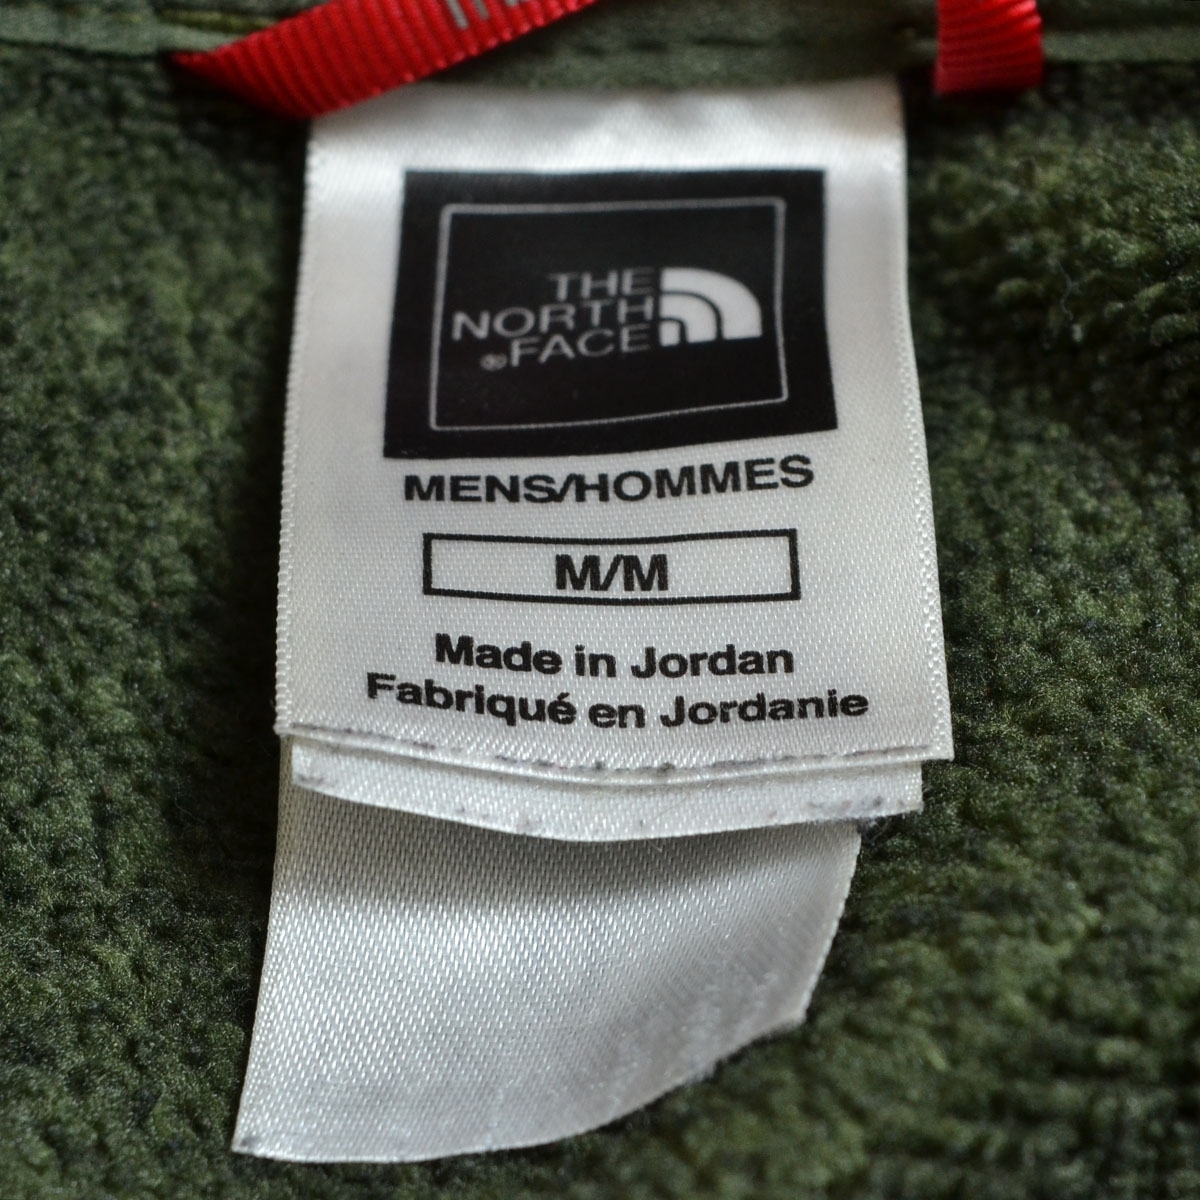 THE
NORTH
®FACE
MENS/HOMMES
M/M
Made in Jordan
Fabriqué en Jordanie